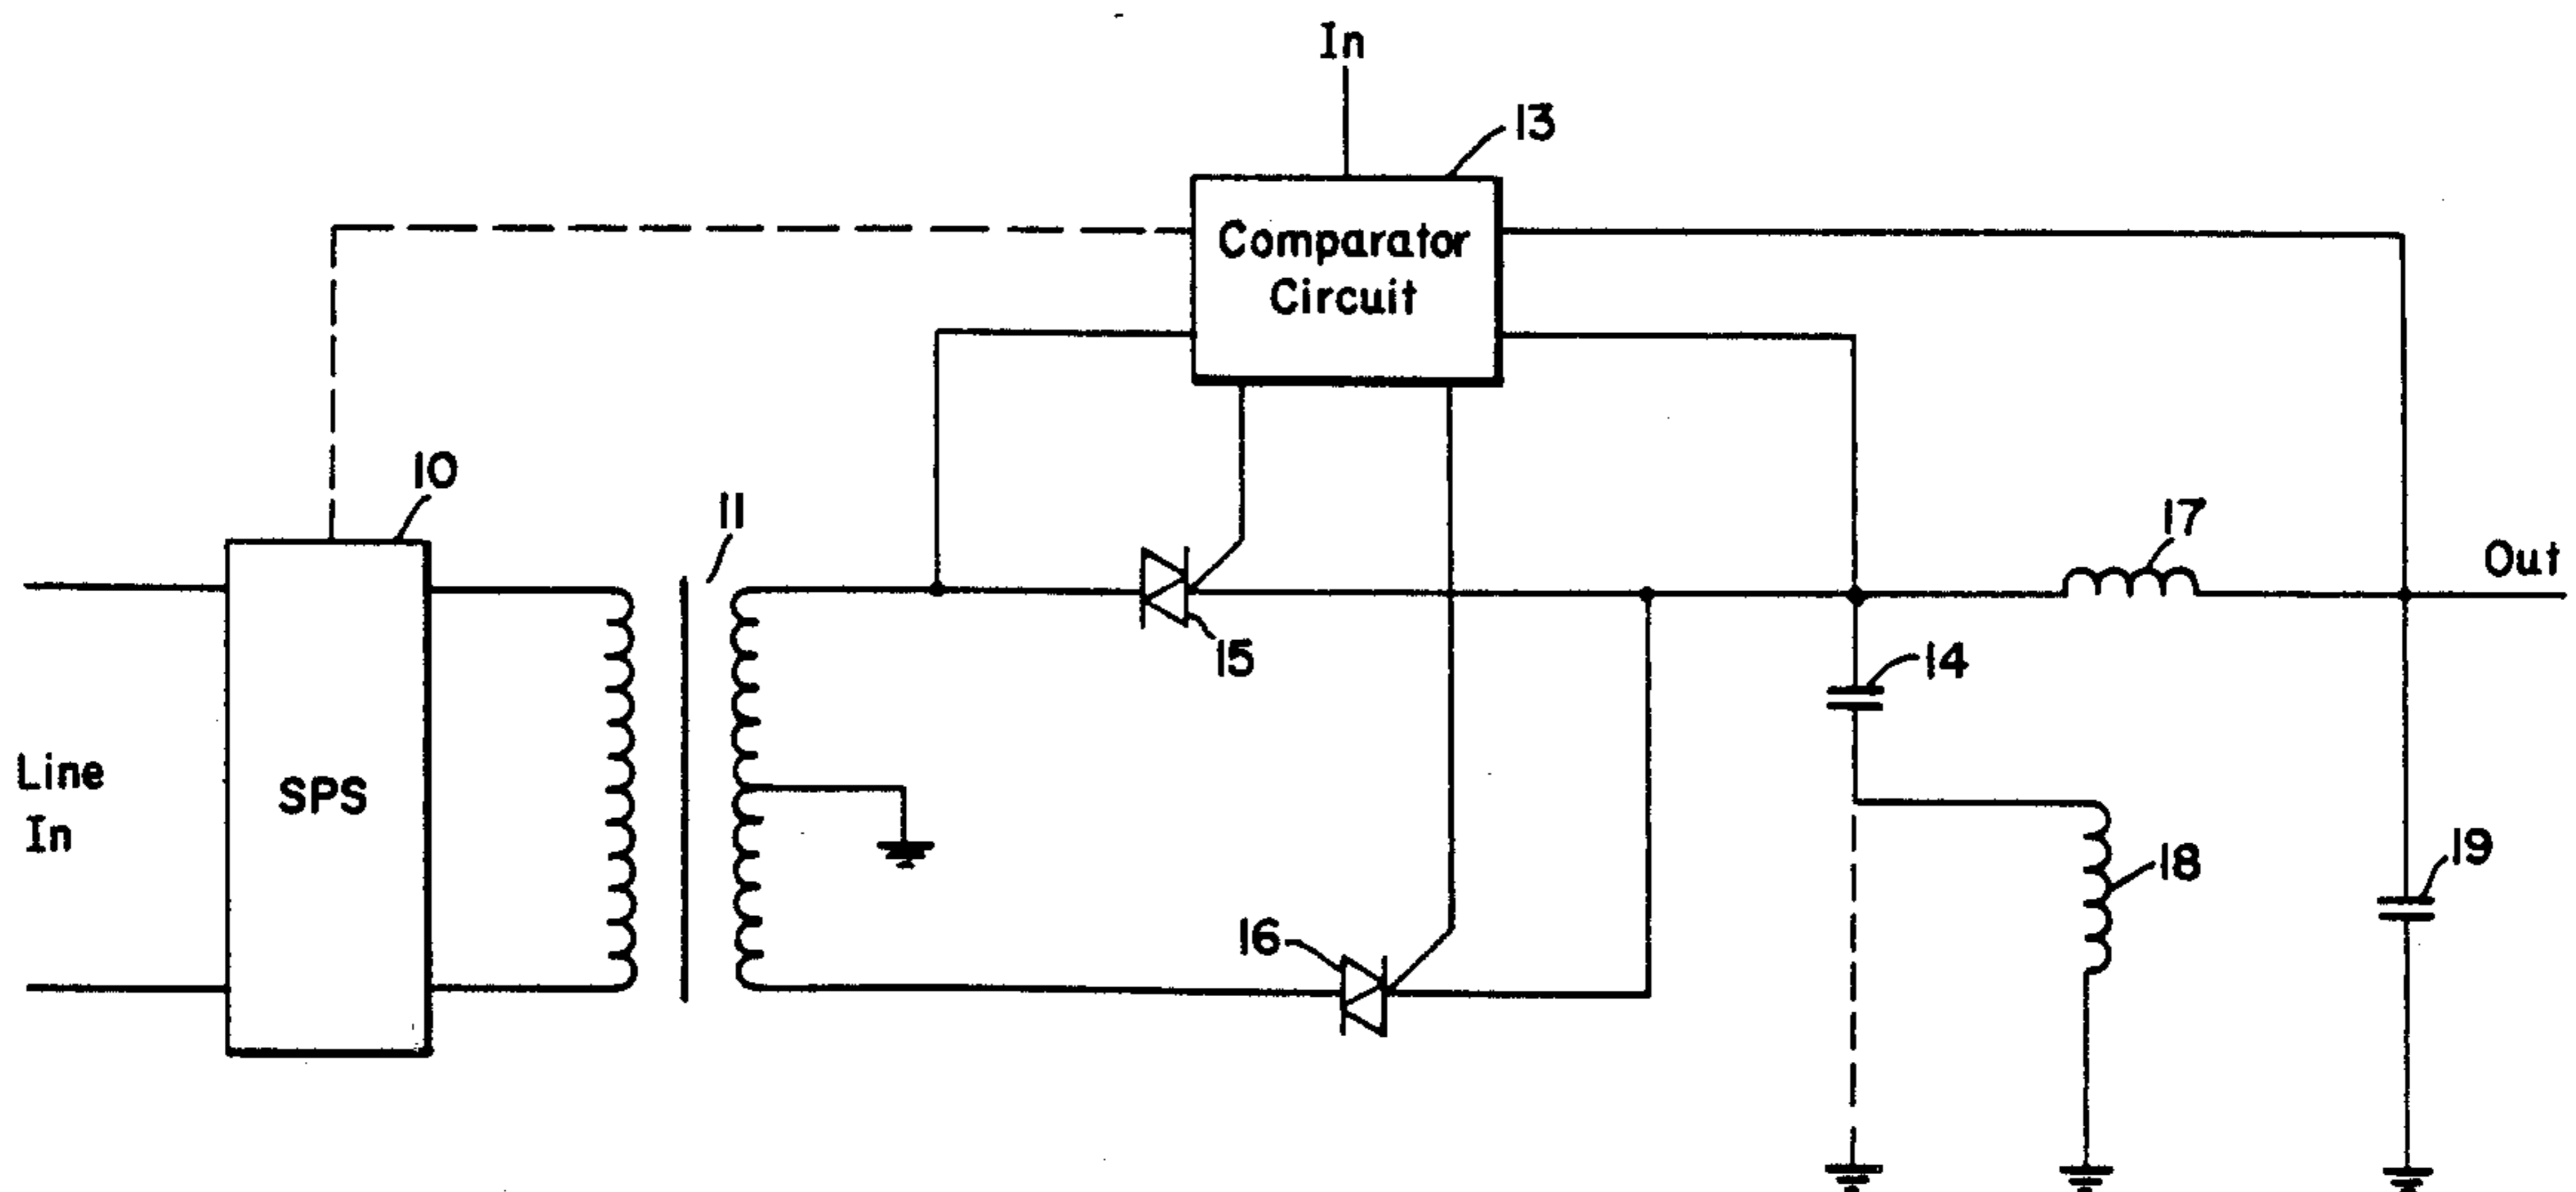 In
13
Comparator
Circuit
10
11
17
Out
15
14
Line
In
SPS
18
19
16